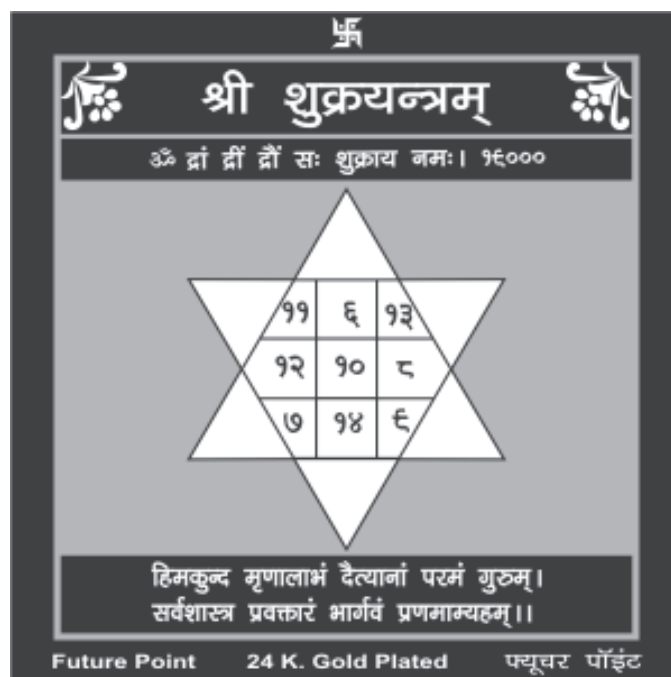 श्री शुक्रयन्त्रम्
ॐ द्रां द्रीं द्रौं सः शुक्राय नमः। १६०००
११ ६ १३
१२ १० ८
७ १४ ९
हिमकुन्द मृणालाभं दैत्यानां परमं गुरुम्।
सर्वशास्त्र प्रवक्तारं भार्गवं प्रणमाम्यहम्।।
Future Point 24 K. Gold Plated फ्यूचर पॉइंट